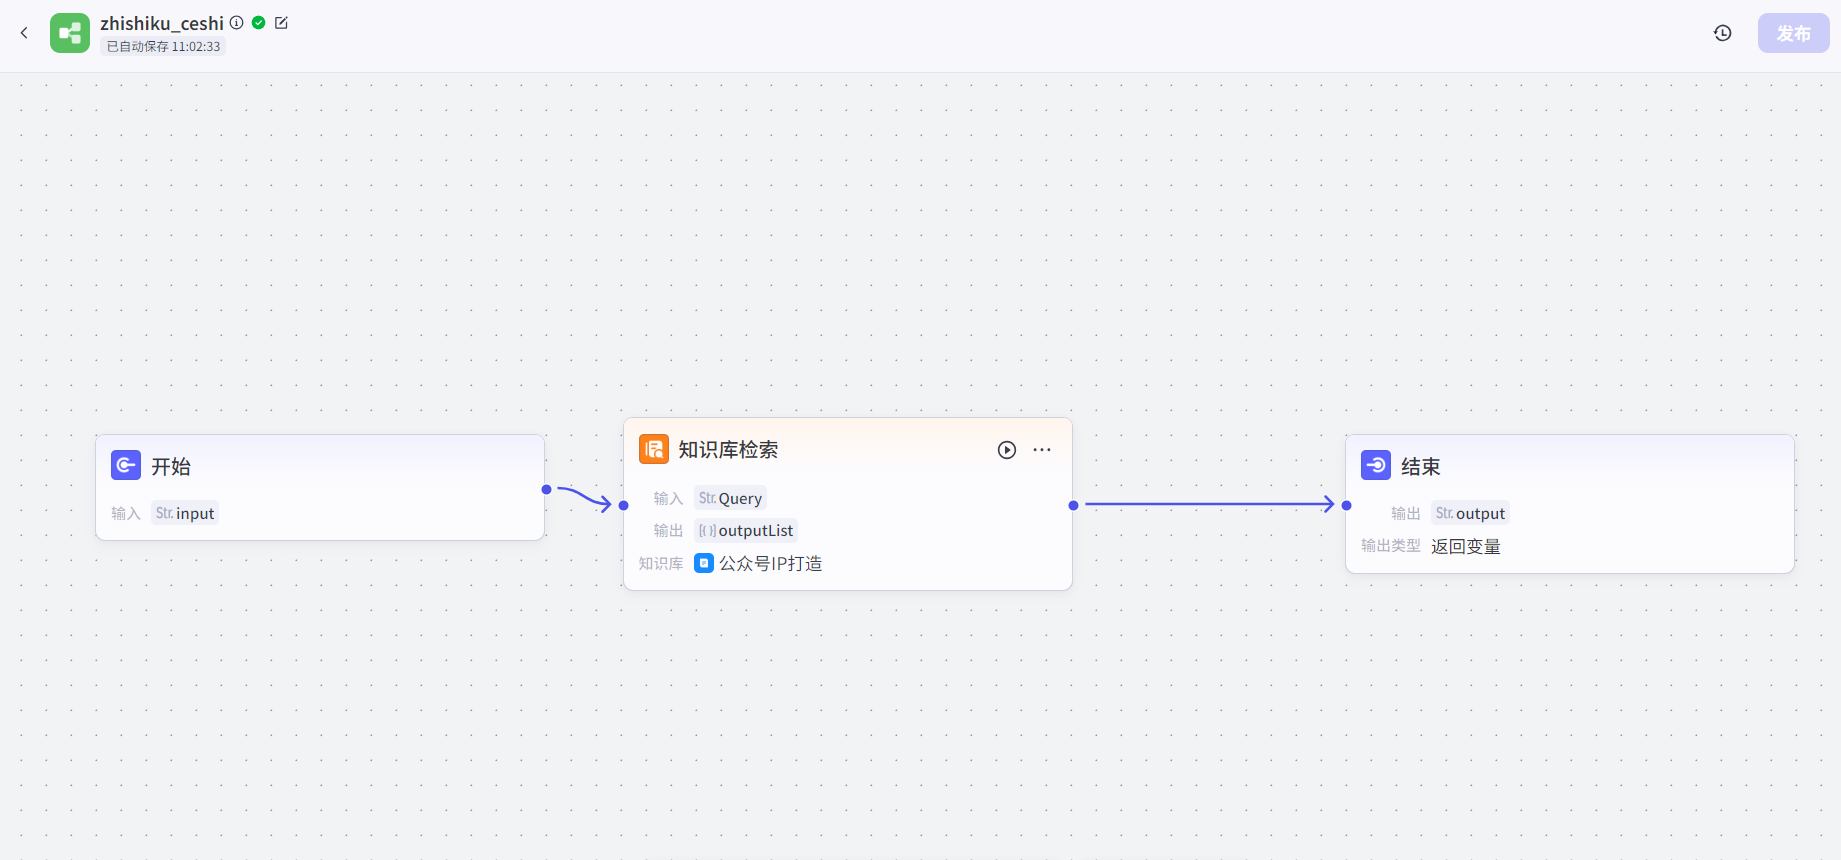 zhishiku_ceshi
已自动保存 11:02:33
发布
开始
输入 Str. input
知识库检索
输入 Str. Query
输出 [()] outputList
知识库 公众号IP打造
结束
输出 Str. output
输出类型 返回变量